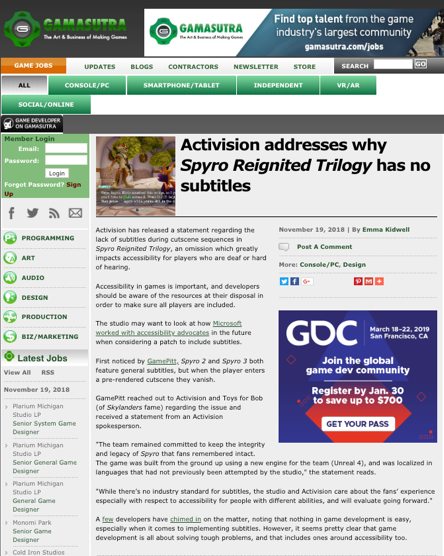 GAMASUTRA
The Art & Business of Making Games
GAMASUTRA
The Art & Business of Making Games
Find top talent from the game
industry's largest community
gamasutra.com/jobs
GAME JOBS
UPDATES
BLOGS
CONTRACTORS
NEWSLETTER
STORE
SEARCH
GO
ALL
CONSOLE/PC
SMARTPHONE/TABLET
INDEPENDENT
VR/AR
SOCIAL/ONLINE
GAME DEVELOPER
ON GAMASUTRA
Member Login
Email:
Password:
Login
Forgot Password? Sign
Up
PROGRAMMING
ART
AUDIO
DESIGN
PRODUCTION
BIZ/MARKETING
Latest Jobs
View All RSS
November 19, 2018
Plarium Michigan
Studio LP
Senior System Game
Designer
Plarium Michigan
Studio LP
Senior General Game
Designer
Plarium Michigan
Studio LP
General Game
Designer
Monomi Park
Senior Game Designer
Cold Iron Studios
Activision addresses why
Spyro Reignited Trilogy has no
subtitles
Activision has released a statement regarding the
lack of subtitles during cutscene sequences in
Spyro Reignited Trilogy, an omission which greatly
impacts accessibility for players who are deaf or hard
of hearing.
Accessibility in games is important, and developers
should be aware of the resources at their disposal in
order to make sure all players are included.
The studio may want to look at how Microsoft
worked with accessibility advocates in the future
when considering a patch to include subtitles.
First noticed by GamePitt, Spyro 2 and Spyro 3 both
feature general subtitles, but when the player enters
a pre-rendered cutscene they vanish.
GamePitt reached out to Activision and Toys for Bob
(of Skylanders fame) regarding the issue and
received a statement from an Activision
spokesperson.
"The team remained committed to keep the integrity
and legacy of Spyro that fans remembered intact.
The game was built from the ground up using a new engine for the team (Unreal 4), and was localized in
languages that had not previously been attempted by the studio," the statement reads.
"While there's no industry standard for subtitles, the studio and Activision care about the fans' experience
especially with respect to accessibility for people with different abilities, and will evaluate going forward."
A few developers have chimed in on the matter, noting that nothing in game development is easy,
especially when it comes to implementing subtitles. However, it seems pretty clear that game
development is all about solving tough problems, and that includes ones around accessibility too.
November 19, 2018 | By Emma Kidwell
Post A Comment
More: Console/PC, Design
GDC
March 18-22, 2019
San Francisco, CA
Join the global
game dev community
Register by Jan. 30
to save up to $700
GET YOUR PASS